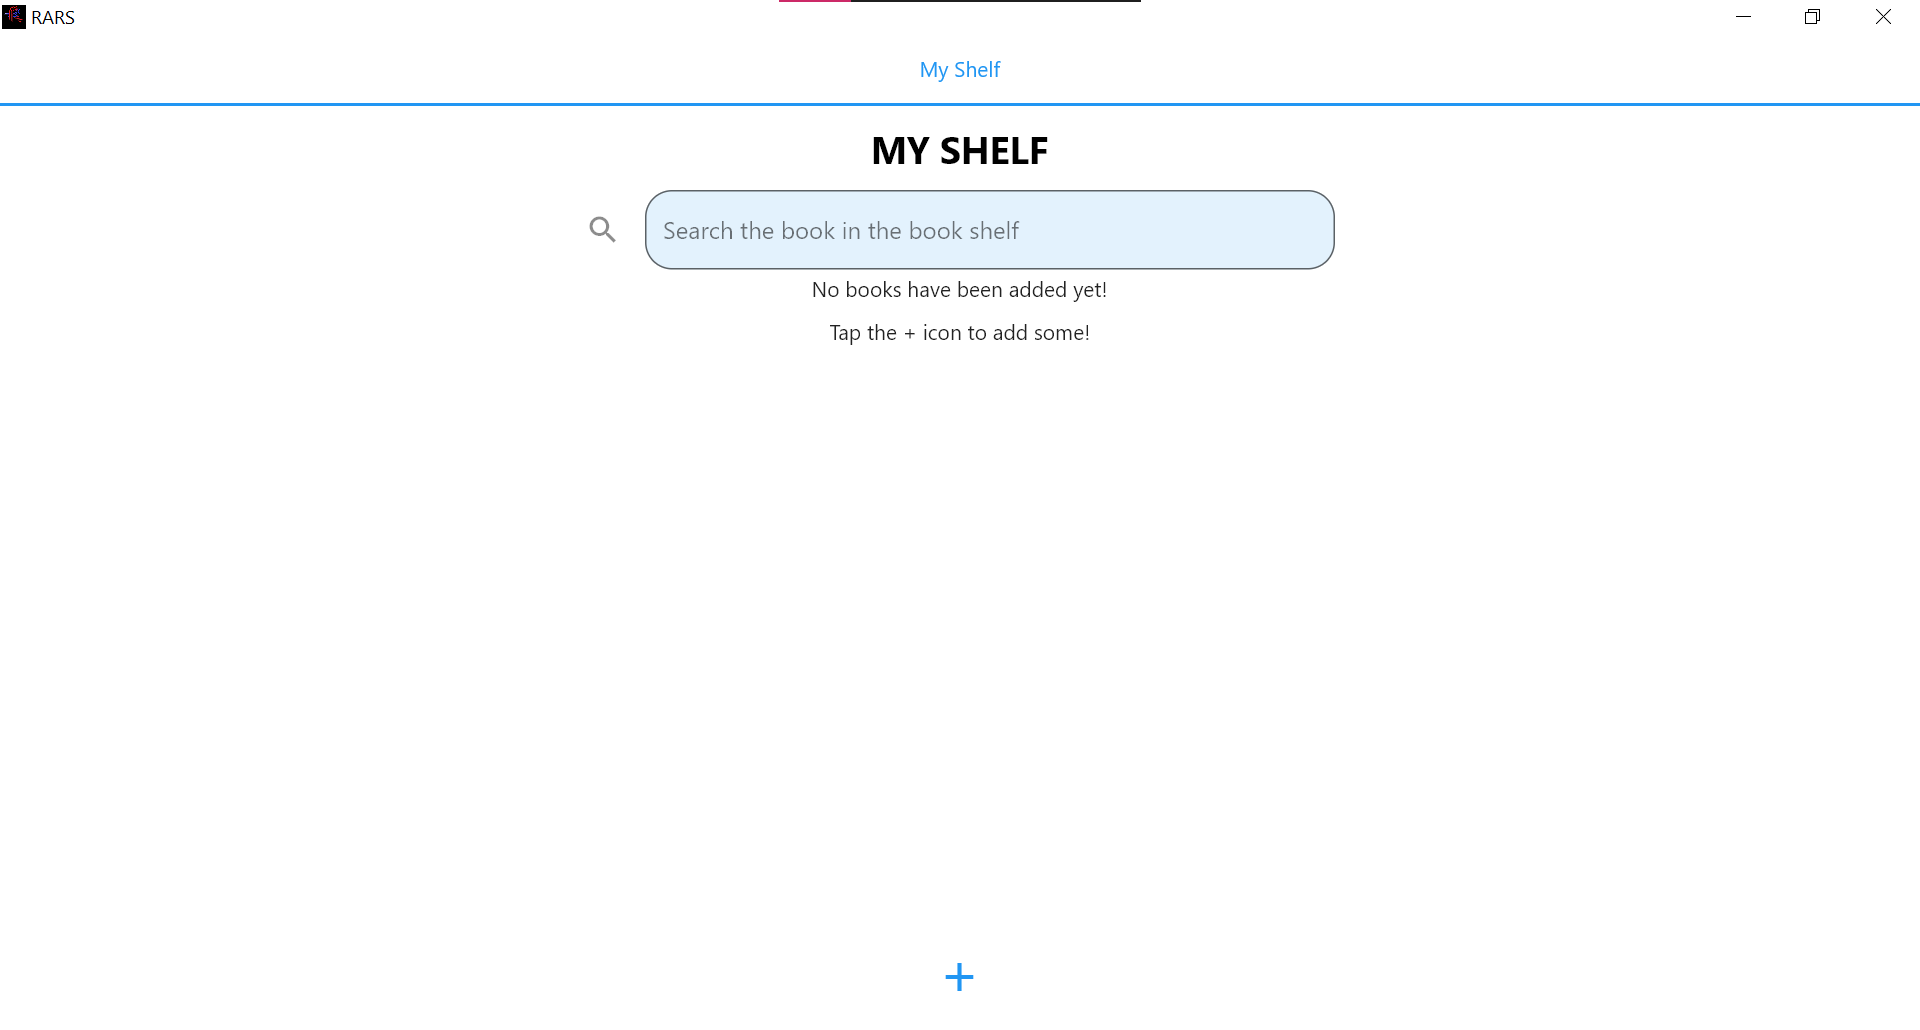 RARS
My Shelf
MY SHELF
Search the book in the book shelf
No books have been added yet!
Tap the + icon to add some!
+